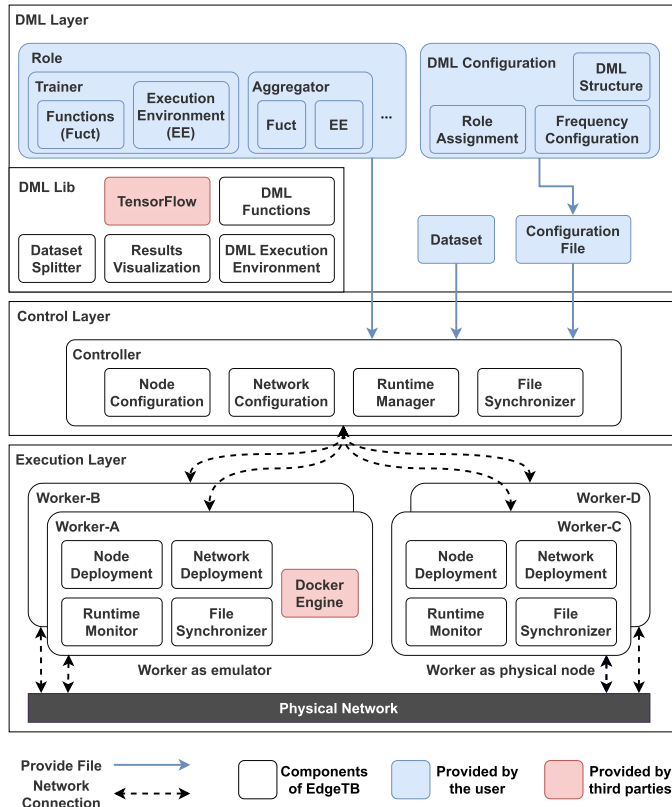 DML Layer
Role
Trainer
Functions
(Fuct)
Execution
Environment
(EE)
Aggregator
Fuct
EE
...
DML Configuration
DML
Structure
Role
Assignment
Frequency
Configuration
DML Lib
TensorFlow
DML
Functions
Dataset
Splitter
Results
Visualization
DML Execution
Environment
Dataset
Configuration
File
Control Layer
Controller
Node
Configuration
Network
Configuration
Runtime
Manager
File
Synchronizer
Execution Layer
Worker-B
Worker-A
Node
Deployment
Network
Deployment
Runtime
Monitor
File
Synchronizer
Docker
Engine
Worker-D
Worker-C
Node
Deployment
Network
Deployment
Runtime
Monitor
File
Synchronizer
Worker as emulator
Worker as physical node
Physical Network
Provide File
Network
Connection
Components
of EdgeTB
Provided by
the user
Provided by
third parties